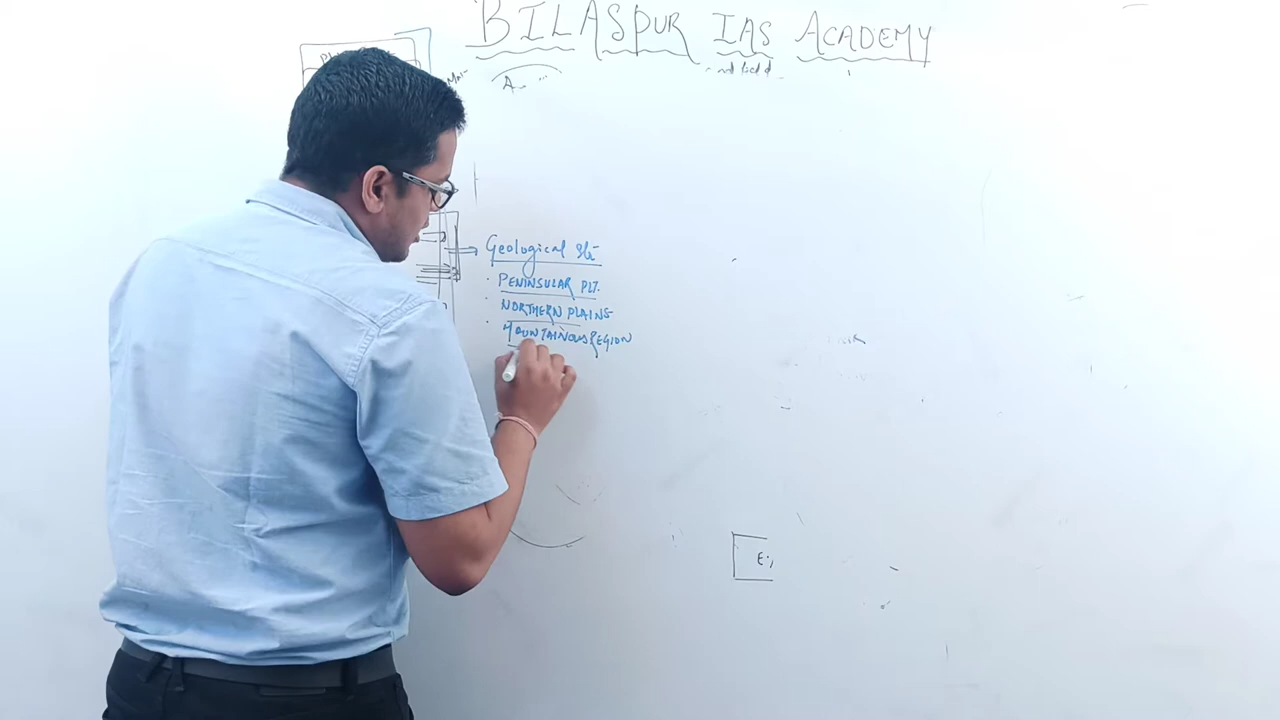 BILASPUR IAS ACADEMY
Geological
PENINSULAR PLT.
NORTHERN PLAINS
MOUNTAINOUS REGION